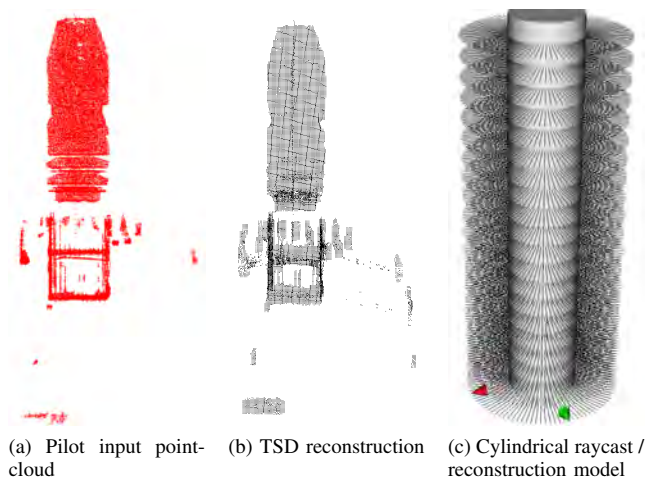 (a) Pilot input point-
cloud
(b) TSD reconstruction
(c) Cylindrical raycast /
reconstruction model